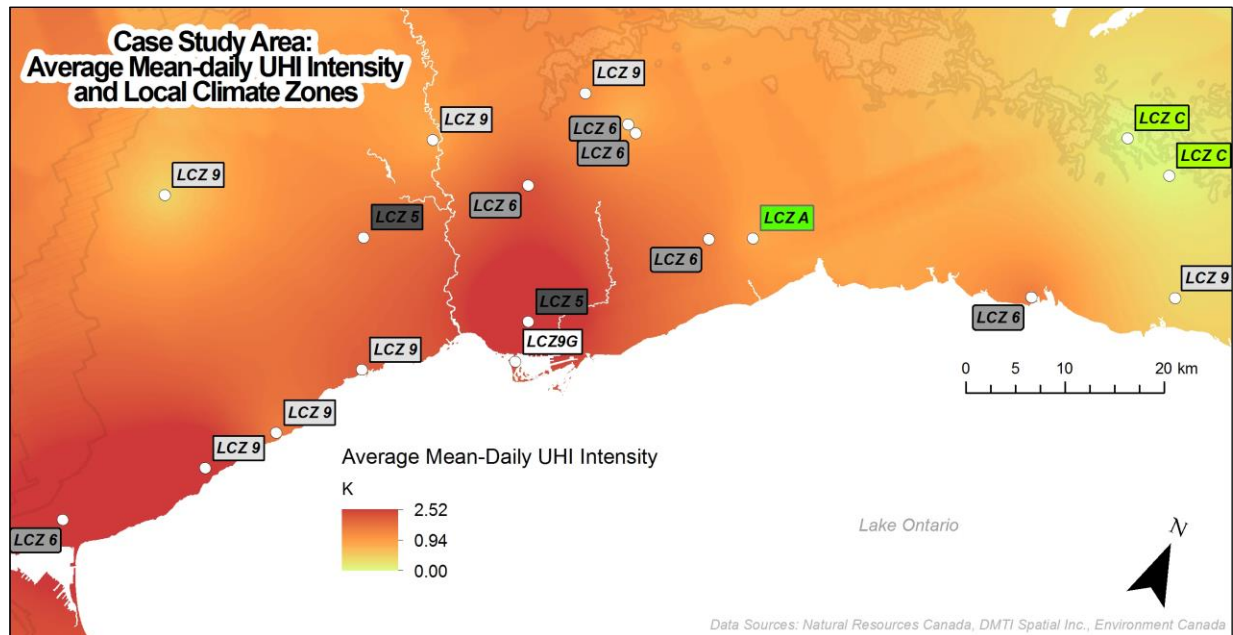 Case Study Area:
Average Mean-daily UHI Intensity
and Local Climate Zones
LCZ 9
LCZ 9
LCZ 9
LCZ 6
LCZ 6
LCZ 6
LCZ 5
LCZ C
LCZ C
LCZ A
LCZ 6
LCZ 5
LCZ9G
LCZ 9
LCZ 6
LCZ 9
LCZ 9
LCZ 9
LCZ 6
0 5 10 20 km
Average Mean-Daily UHI Intensity
K
2.52
0.94
0.00
Lake Ontario
N
Data Sources: Natural Resources Canada, DMTI Spatial Inc., Environment Canada